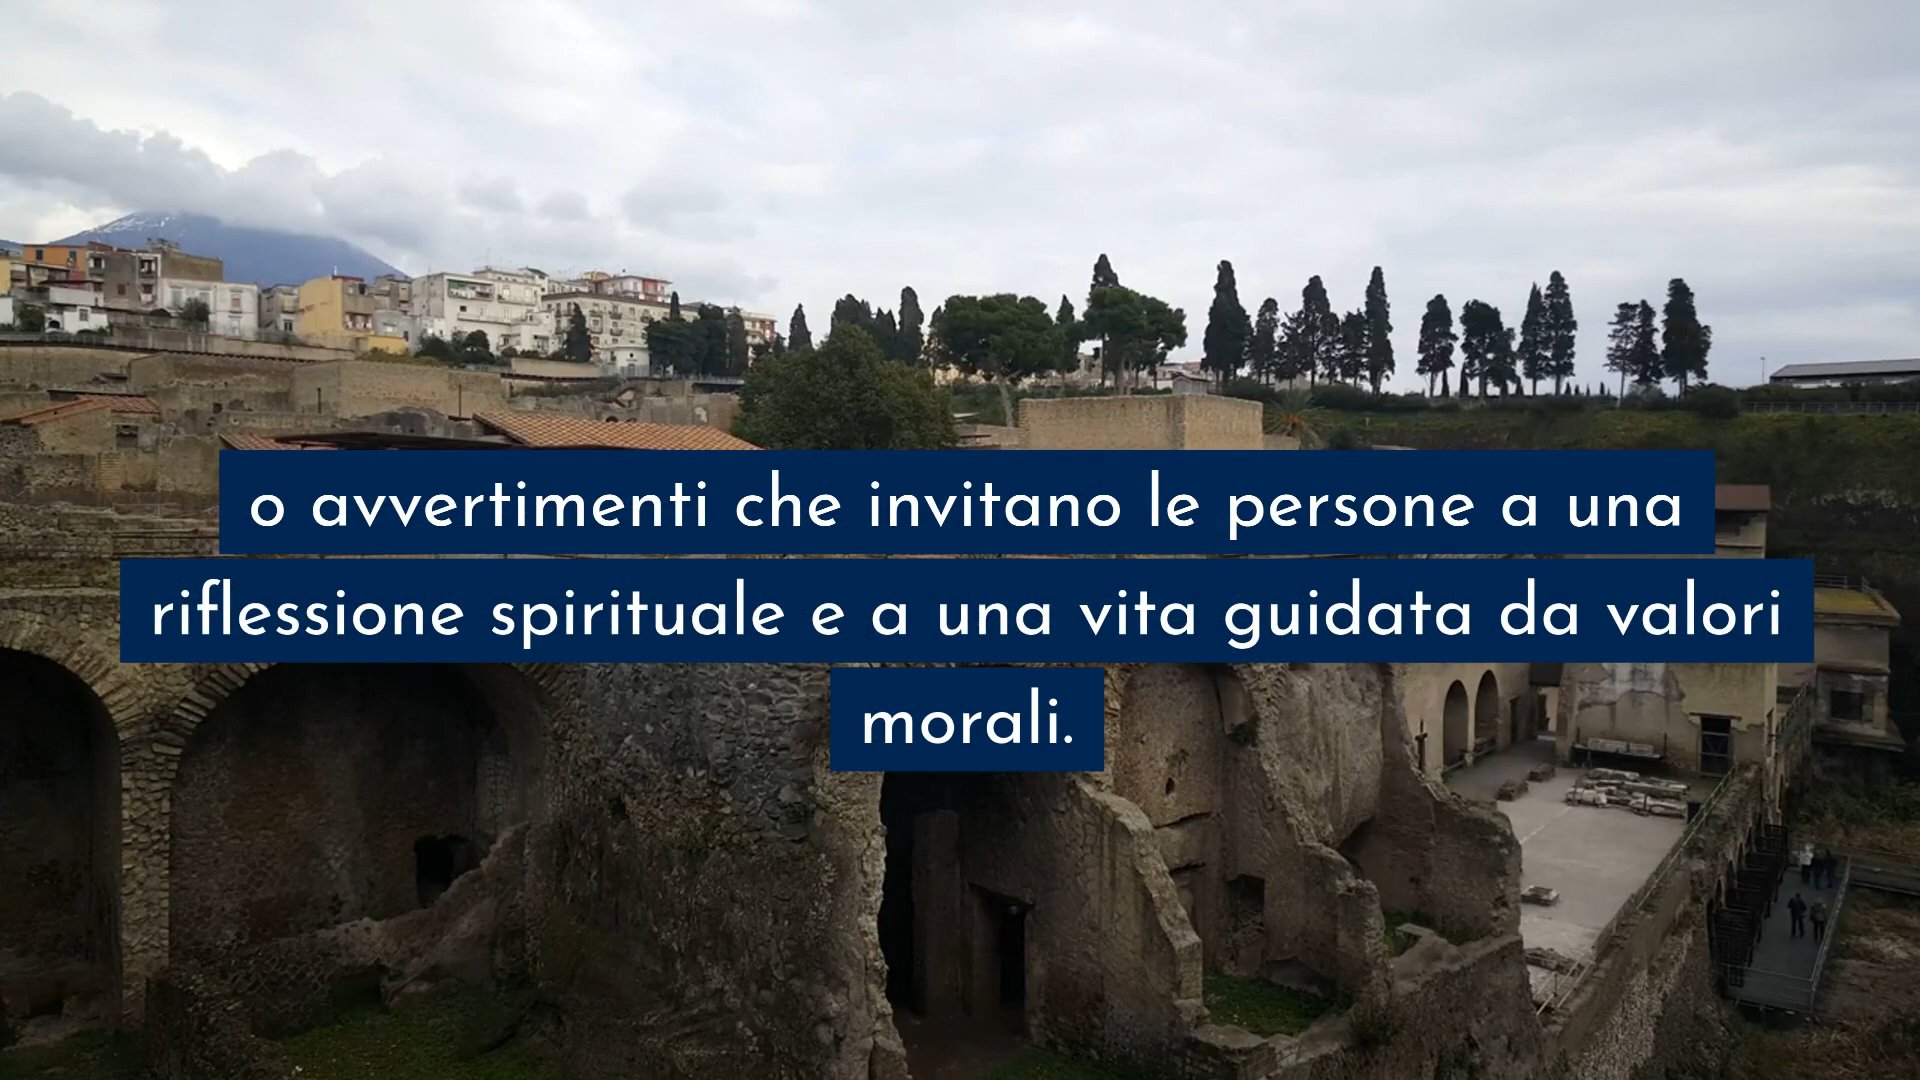 o avvertimenti che invitano le persone a una
riflessione spirituale e a una vita guidata da valori
morali.